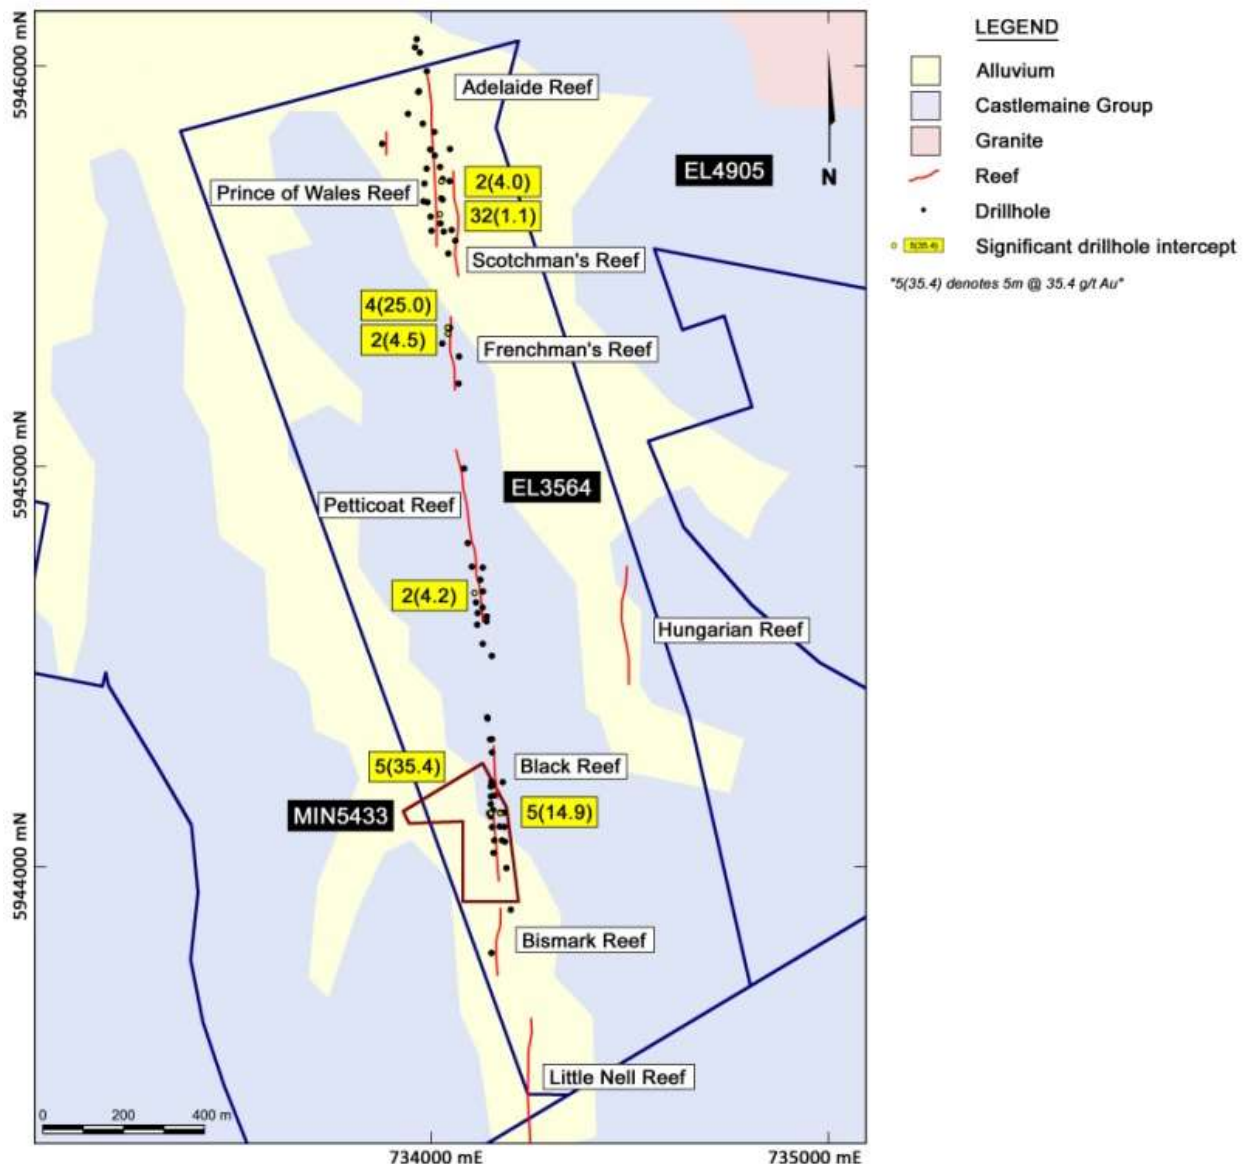 LEGEND
Alluvium
Castlemaine Group
Granite
Reef
Drillhole
5(35.4)
Significant drillhole intercept
"5(35.4) denotes 5m @ 35.4 g/t Au"
5946000 mN
Adelaide Reef
EL4905
N
2(4.0)
Prince of Wales Reef
32(1.1)
Scotchman's Reef
4(25.0)
2(4.5)
Frenchman's Reef
5945000 mN
EL3564
Petticoat Reef
2(4.2)
Hungarian Reef
5(35.4)
Black Reef
MIN5433
5(14.9)
5944000 mN
Bismark Reef
Little Nell Reef
0 200 400 m
734000 mE
735000 mE